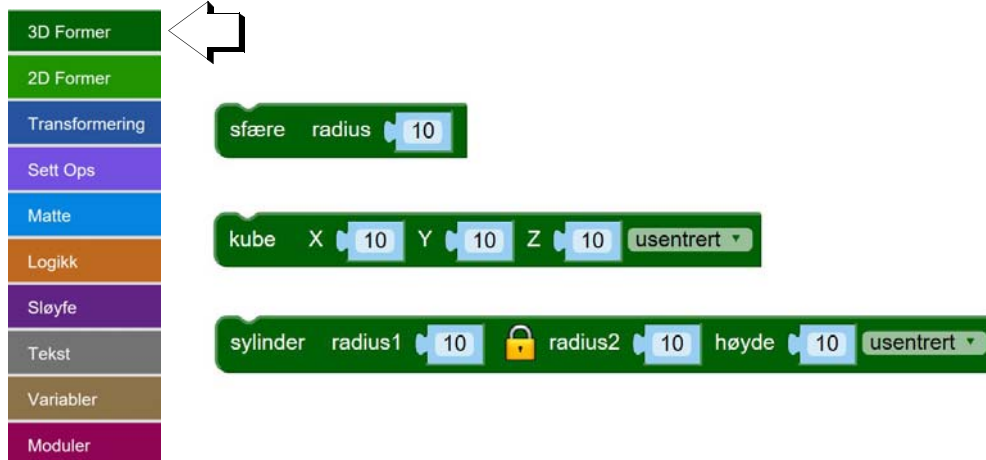 3D Former
2D Former
Transformering
Sett Ops
Matte
Logikk
Sløyfe
Tekst
Variabler
Moduler
sfære radius 10
kube X 10 Y 10 Z 10 usentrert
sylinder radius1 10 radius2 10 høyde 10 usentrert